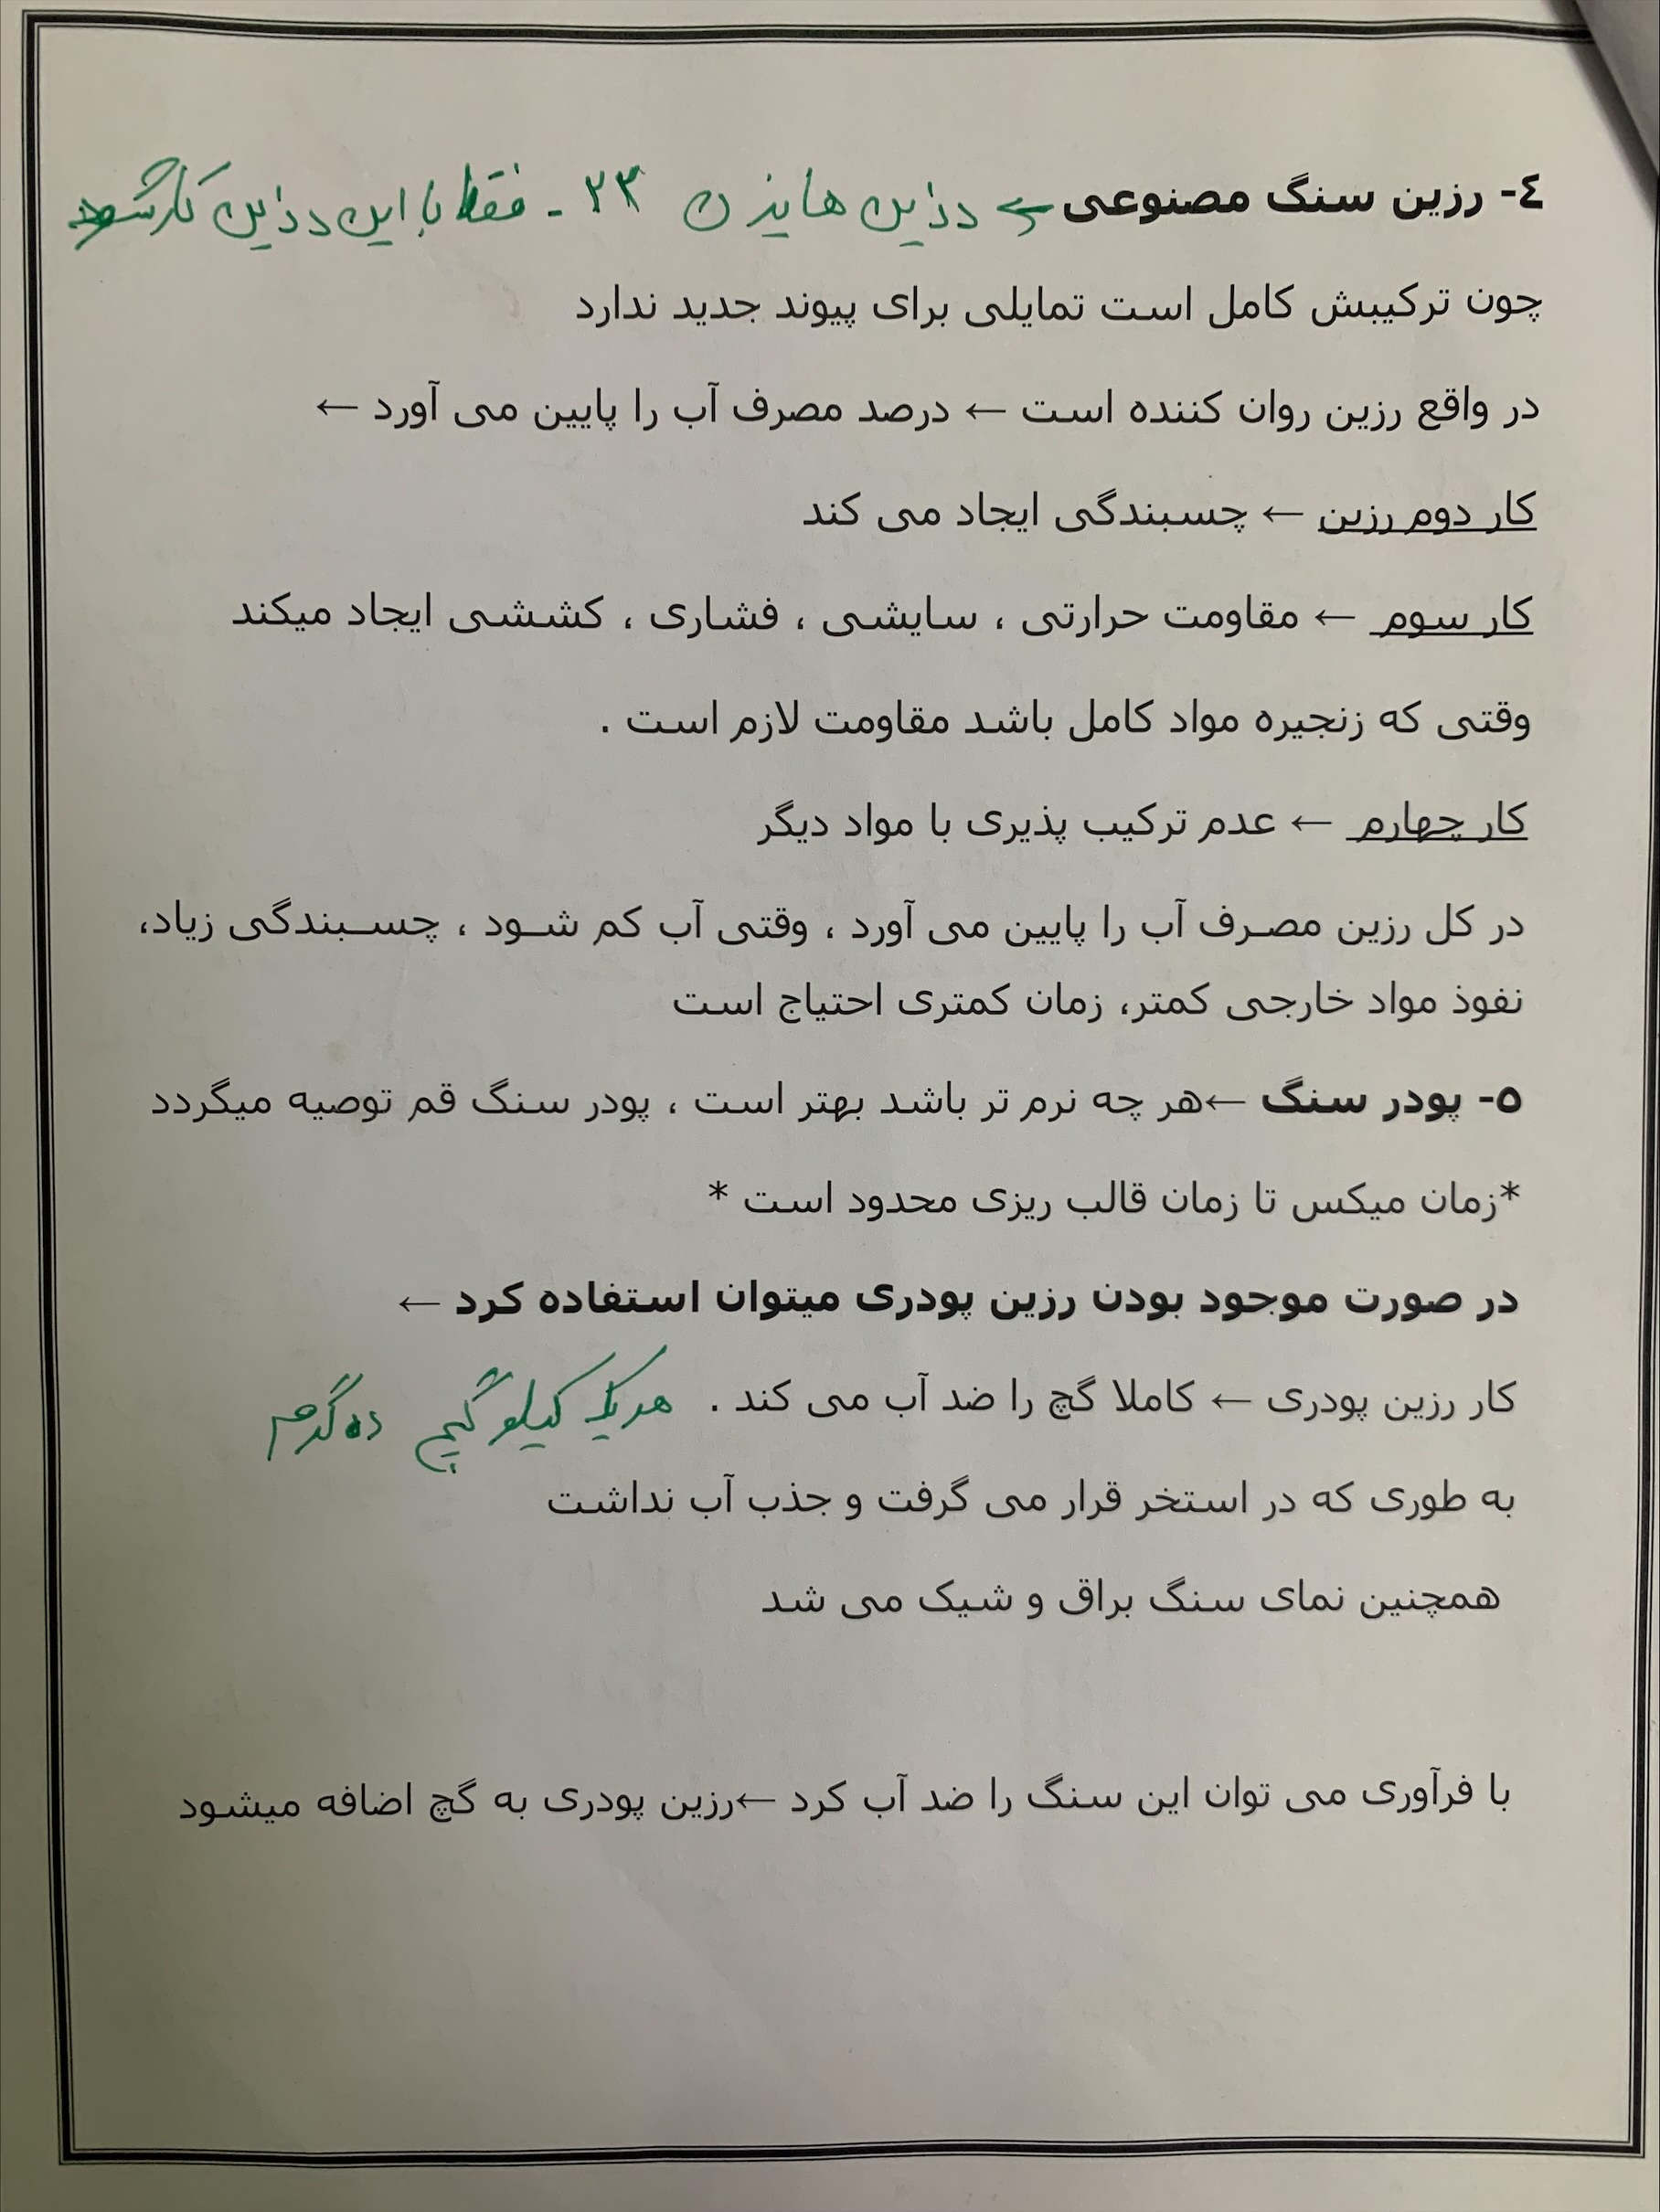 ٤- رزین سنگ مصنوعی ← رزین هایزن ۲۳ - فقط با این رزین کار شود
چون ترکیبش کامل است تمایلی برای پیوند جدید ندارد
در واقع رزین روان کننده است ← درصد مصرف آب را پایین می آورد ←
کار دوم رزین ← چسبندگی ایجاد می کند
کار سوم ← مقاومت حرارتی ، سایشی ، فشاری ، کششی ایجاد میکند
وقتی که زنجیره مواد کامل باشد مقاومت لازم است .
کار چهارم ← عدم ترکیب پذیری با مواد دیگر
در کل رزین مصرف آب را پایین می آورد ، وقتی آب کم شود ، چسبندگی زیاد،
نفوذ مواد خارجی کمتر، زمان کمتری احتیاج است
٥- پودر سنگ ←هر چه نرم تر باشد بهتر است ، پودر سنگ قم توصیه میگردد
*زمان میکس تا زمان قالب ریزی محدود است *
در صورت موجود بودن رزین پودری میتوان استفاده کرد ←
کار رزین پودری ← کاملا گچ را ضد آب می کند . هر یک کیلو گچ ده گرم
به طوری که در استخر قرار می گرفت و جذب آب نداشت
همچنین نمای سنگ براق و شیک می شد
با فرآوری می توان این سنگ را ضد آب کرد ←رزین پودری به گچ اضافه میشود